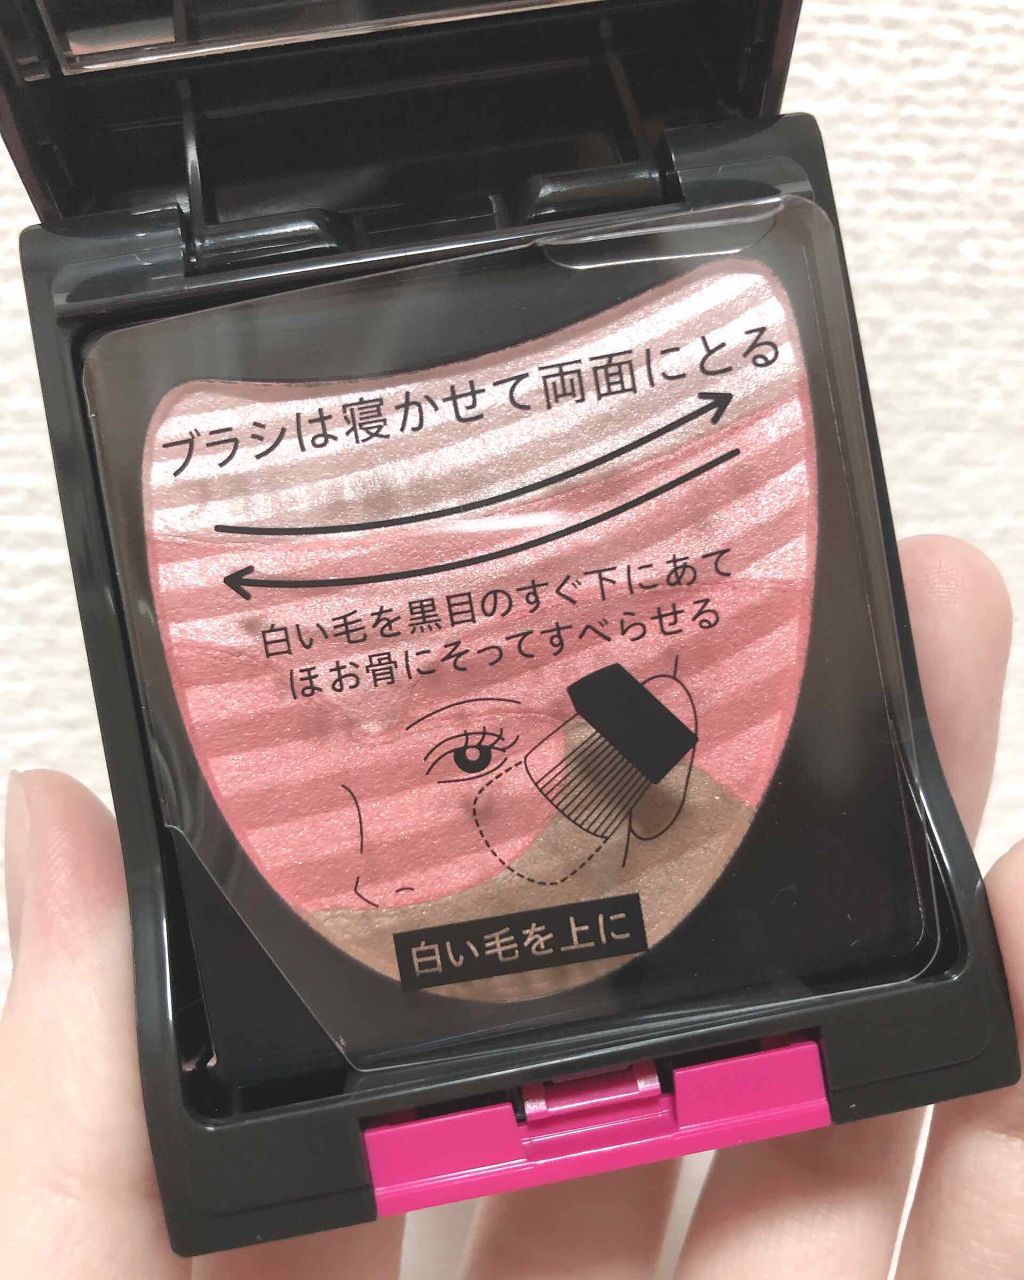 ブラシは寝かせて両面にとる
白い毛を黒目のすぐ下にあて
ほお骨にそってすべらせる
白い毛を上に